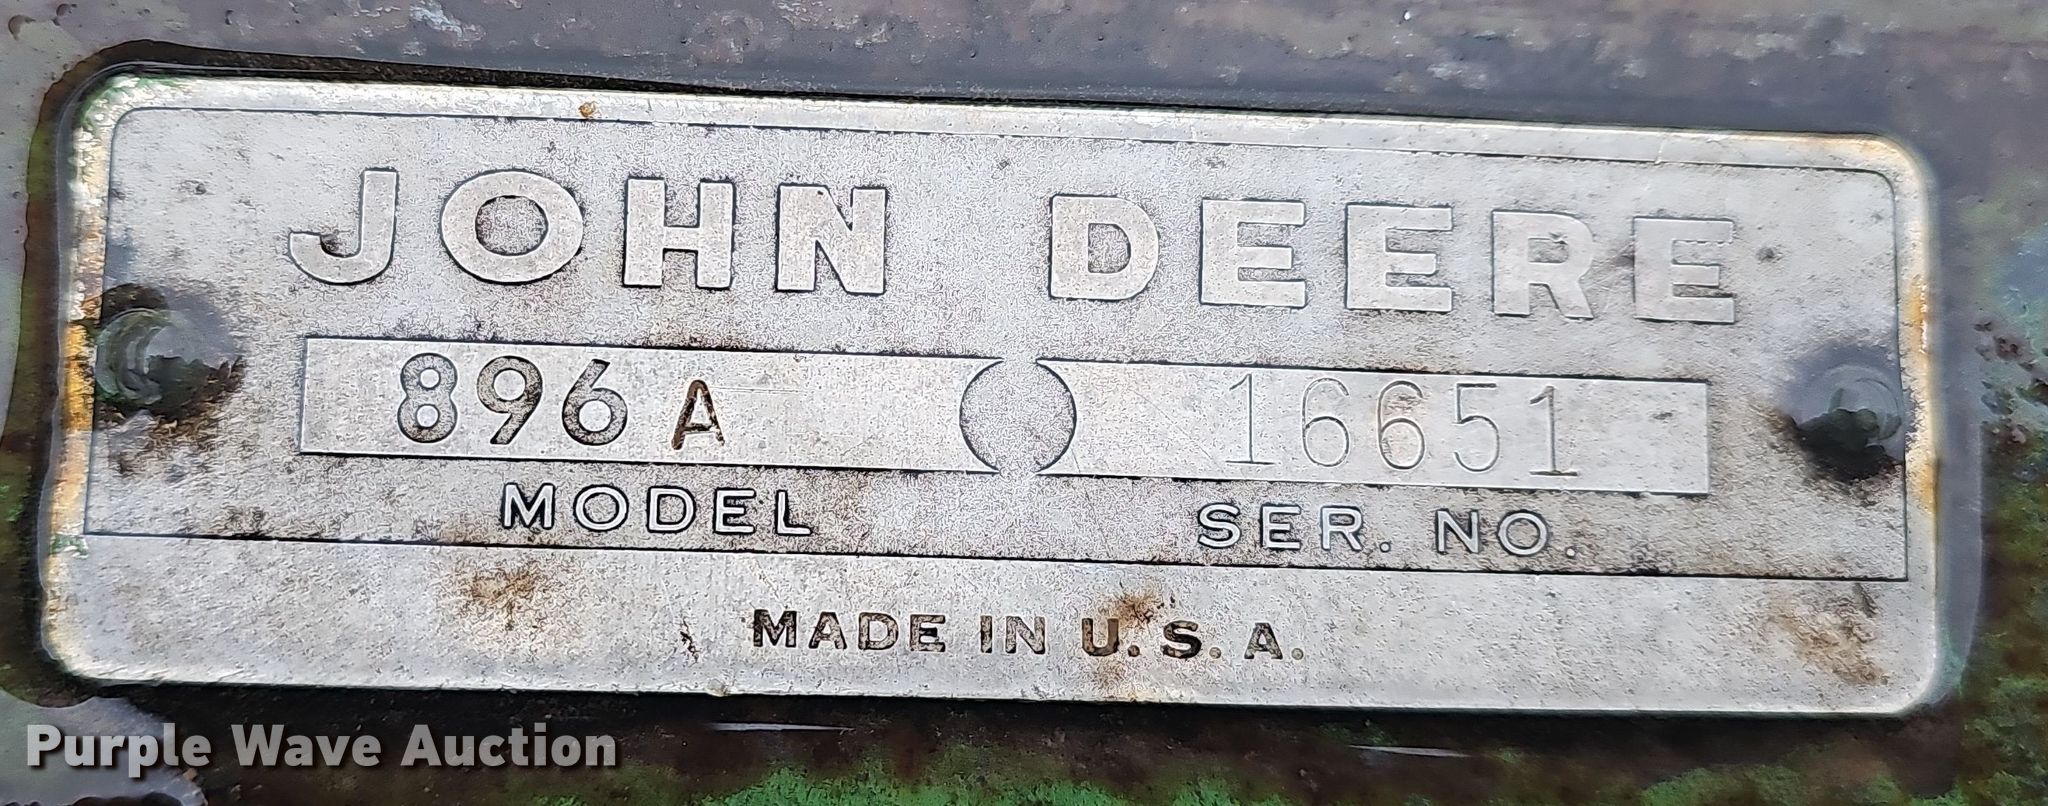 JOHN DEERE
896 A 16651
MODEL SER. NO.
MADE IN U.S.A.
Purple Wave Auction